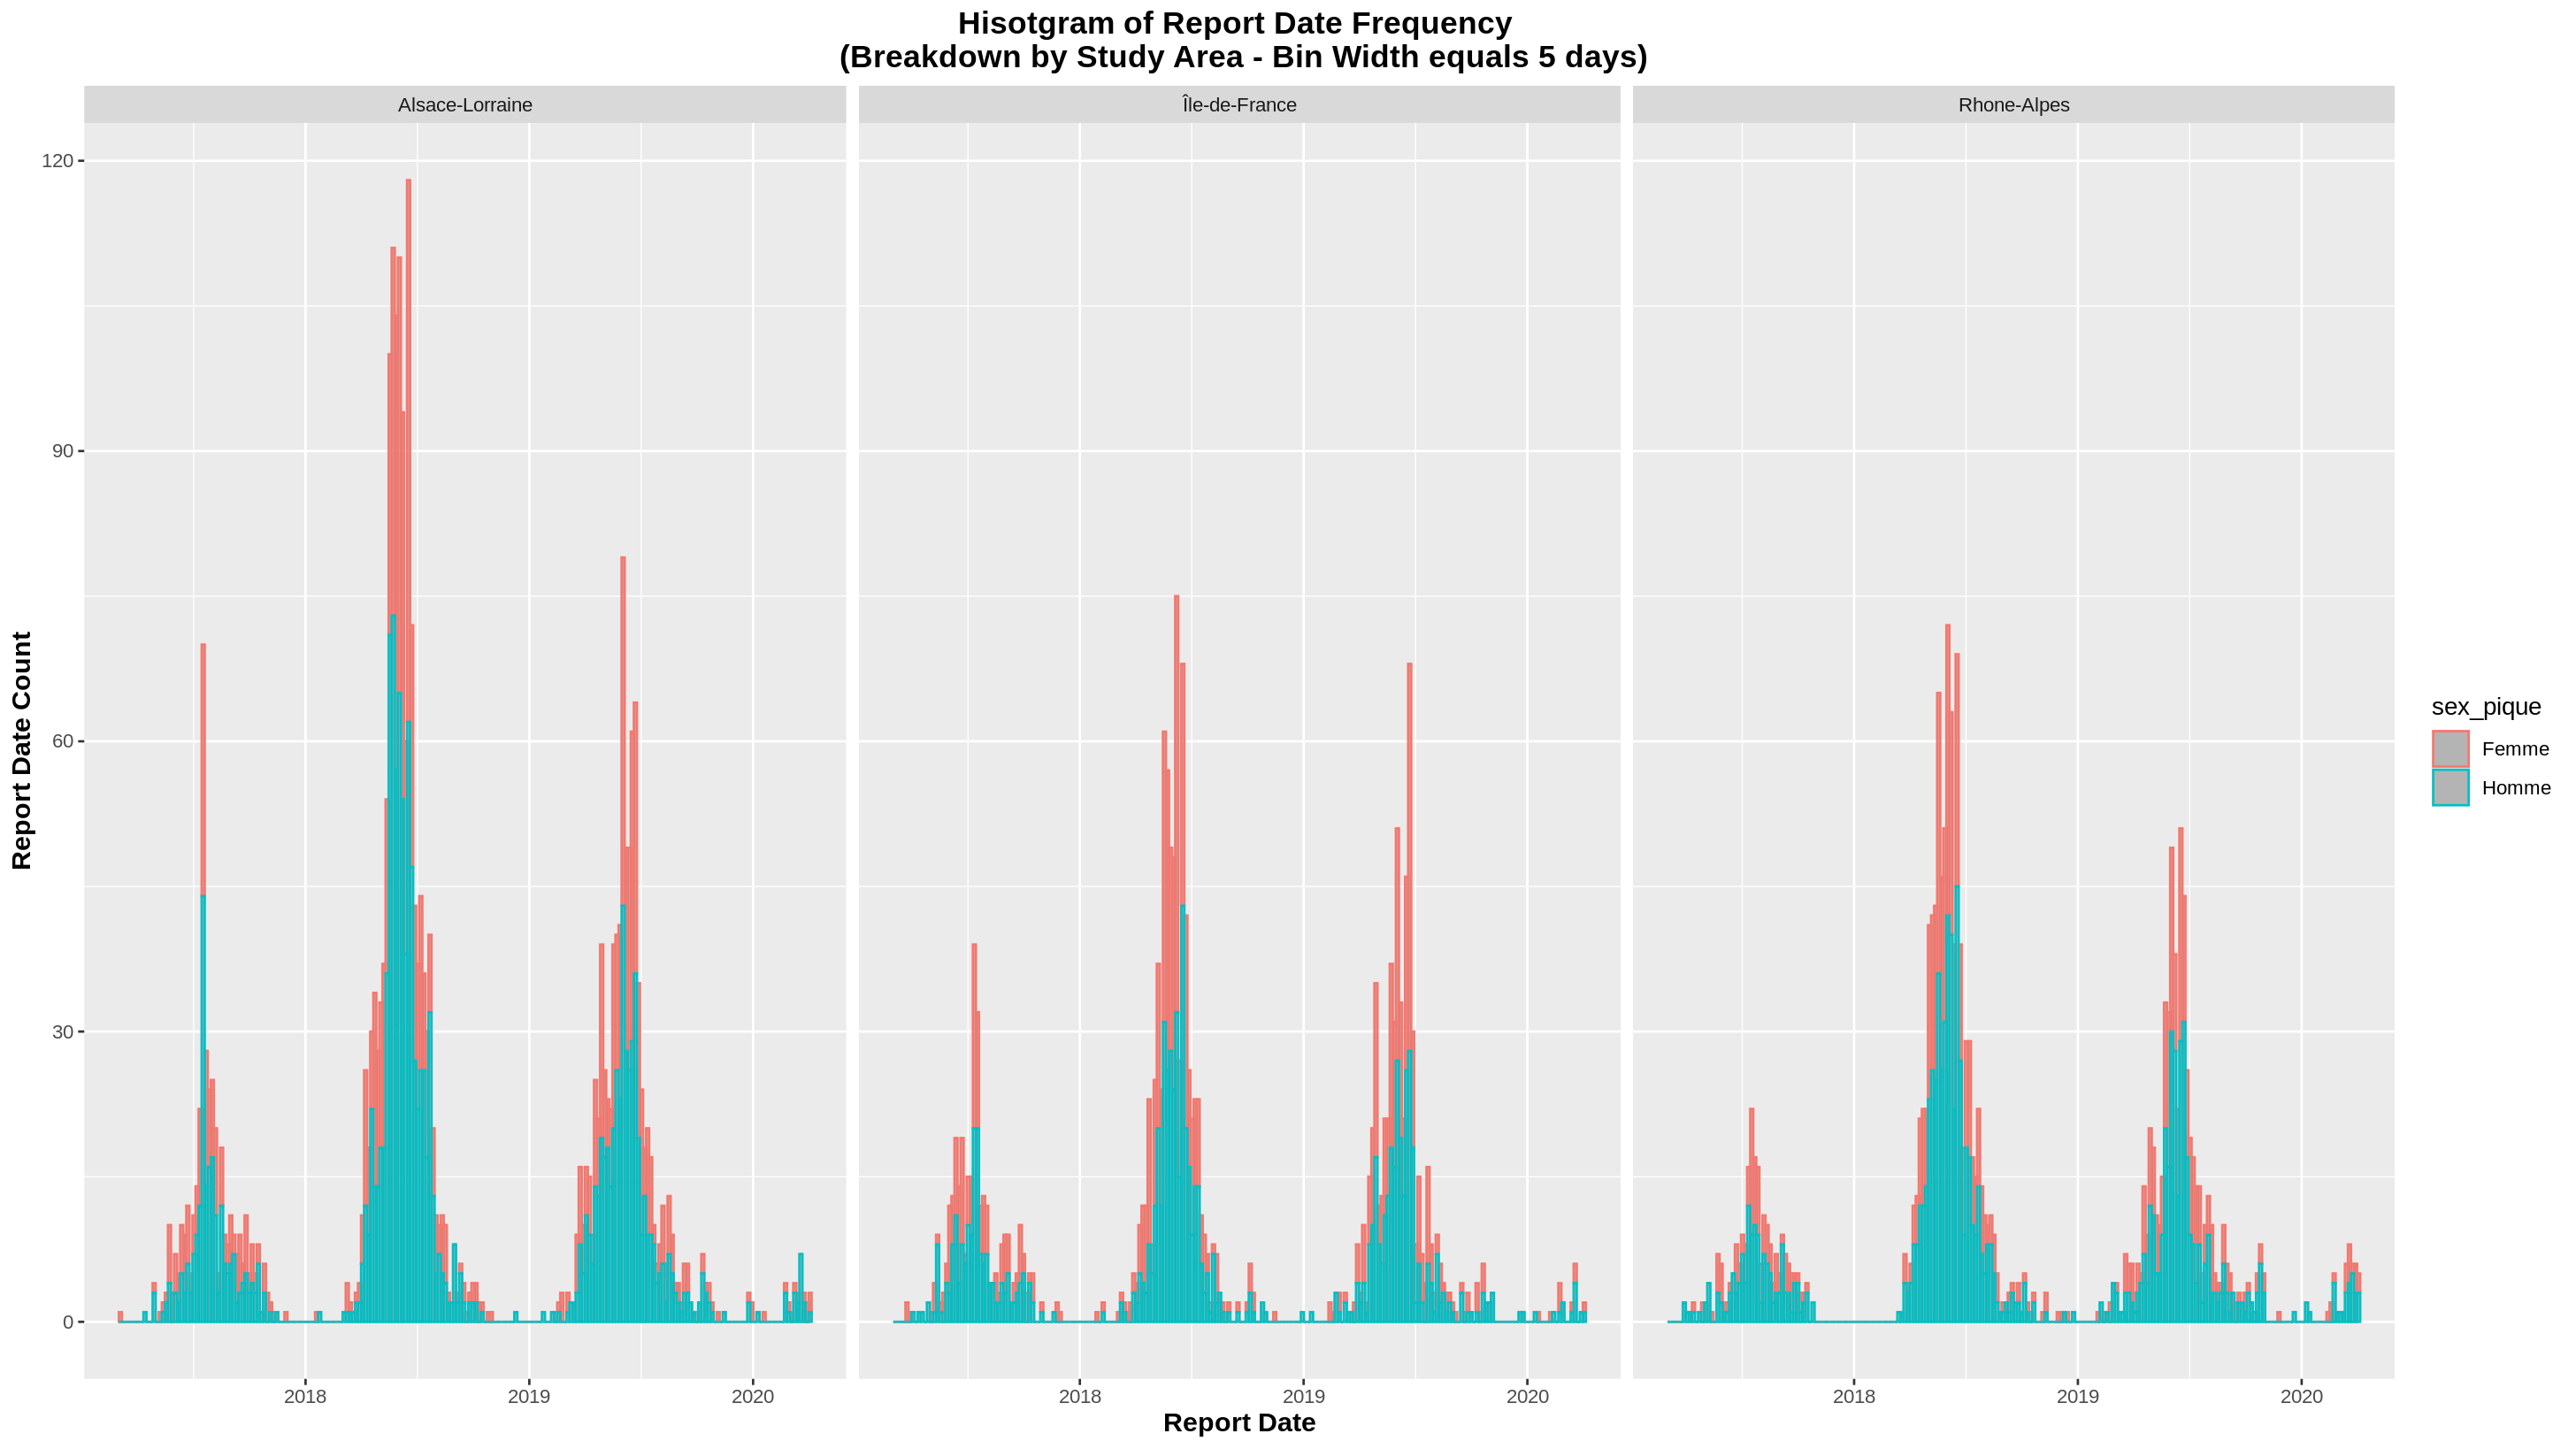 Hisotgram of Report Date Frequency
(Breakdown by Study Area - Bin Width equals 5 days)
Alsace-Lorraine
Île-de-France
Rhone-Alpes
120
90
60
30
0
Report Date Count
2018
2019
2020
2018
2019
2020
2018
2019
2020
Report Date
sex_pique
Femme
Homme